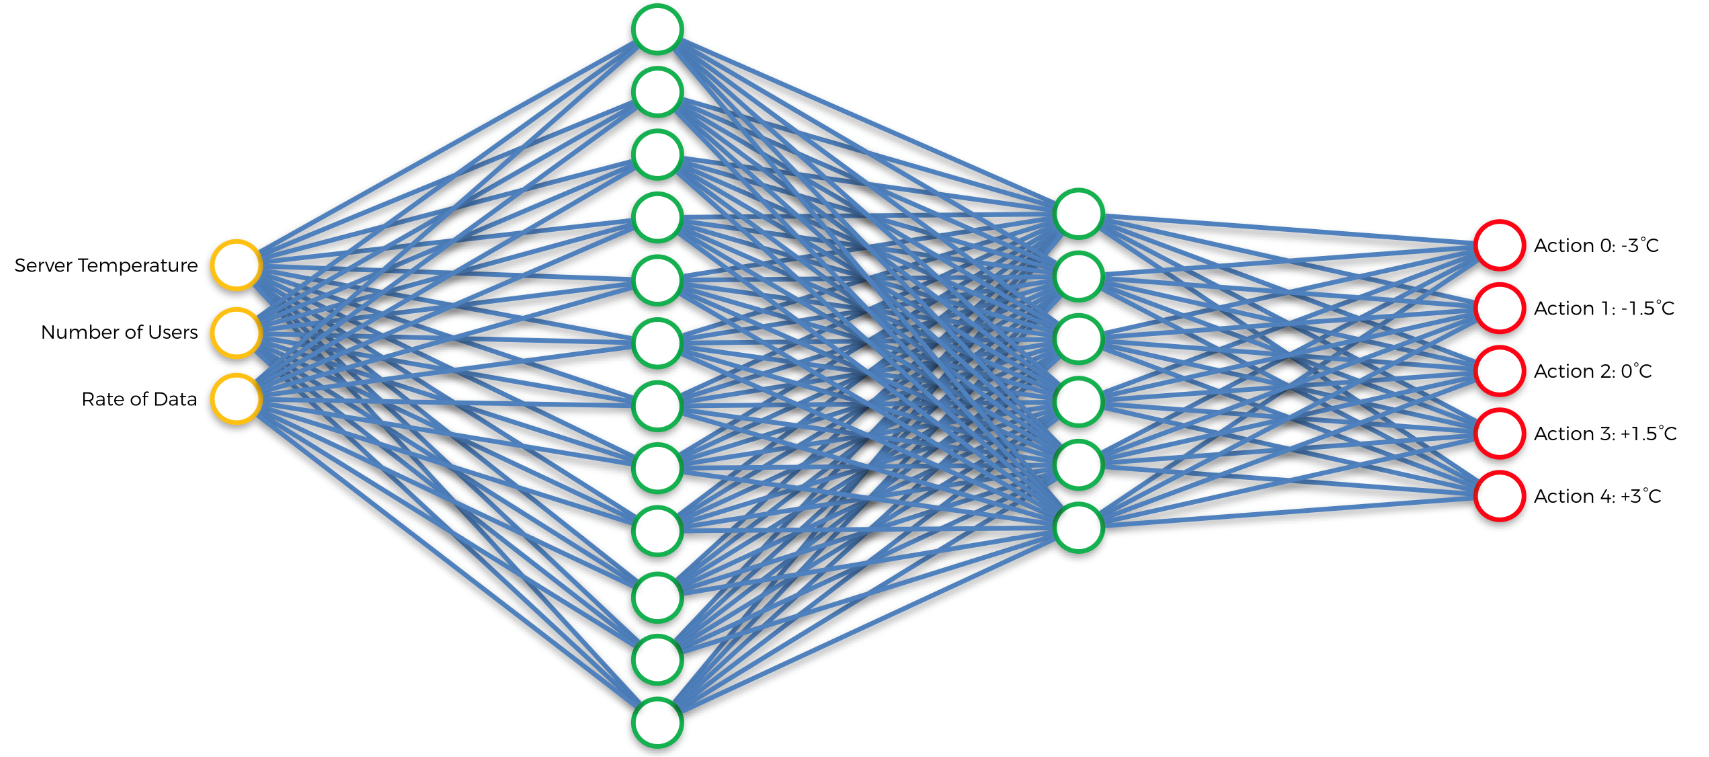 Server Temperature
Number of Users
Rate of Data
Action 0: -3°C
Action 1: -1.5°C
Action 2: 0°C
Action 3: +1.5°C
Action 4: +3°C